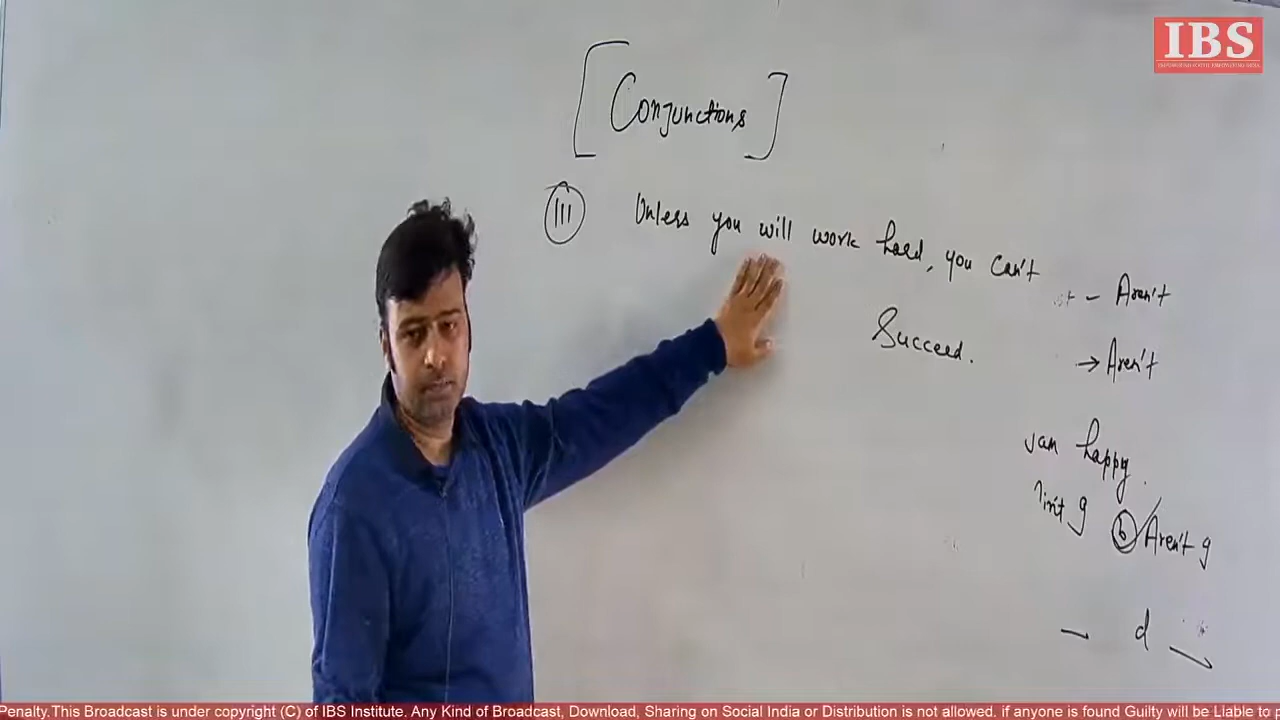 IBS
[Conjunctions]
III Unless you will work hard, you can't
Succeed.
– Aren't
→ Aren't
happy.
b Aren't I
d
Penalty.This Broadcast is under copyright (C) of IBS Institute. Any Kind of Broadcast, Download, Sharing on Social India or Distribution is not allowed. if anyone is found Guilty will be Liable to